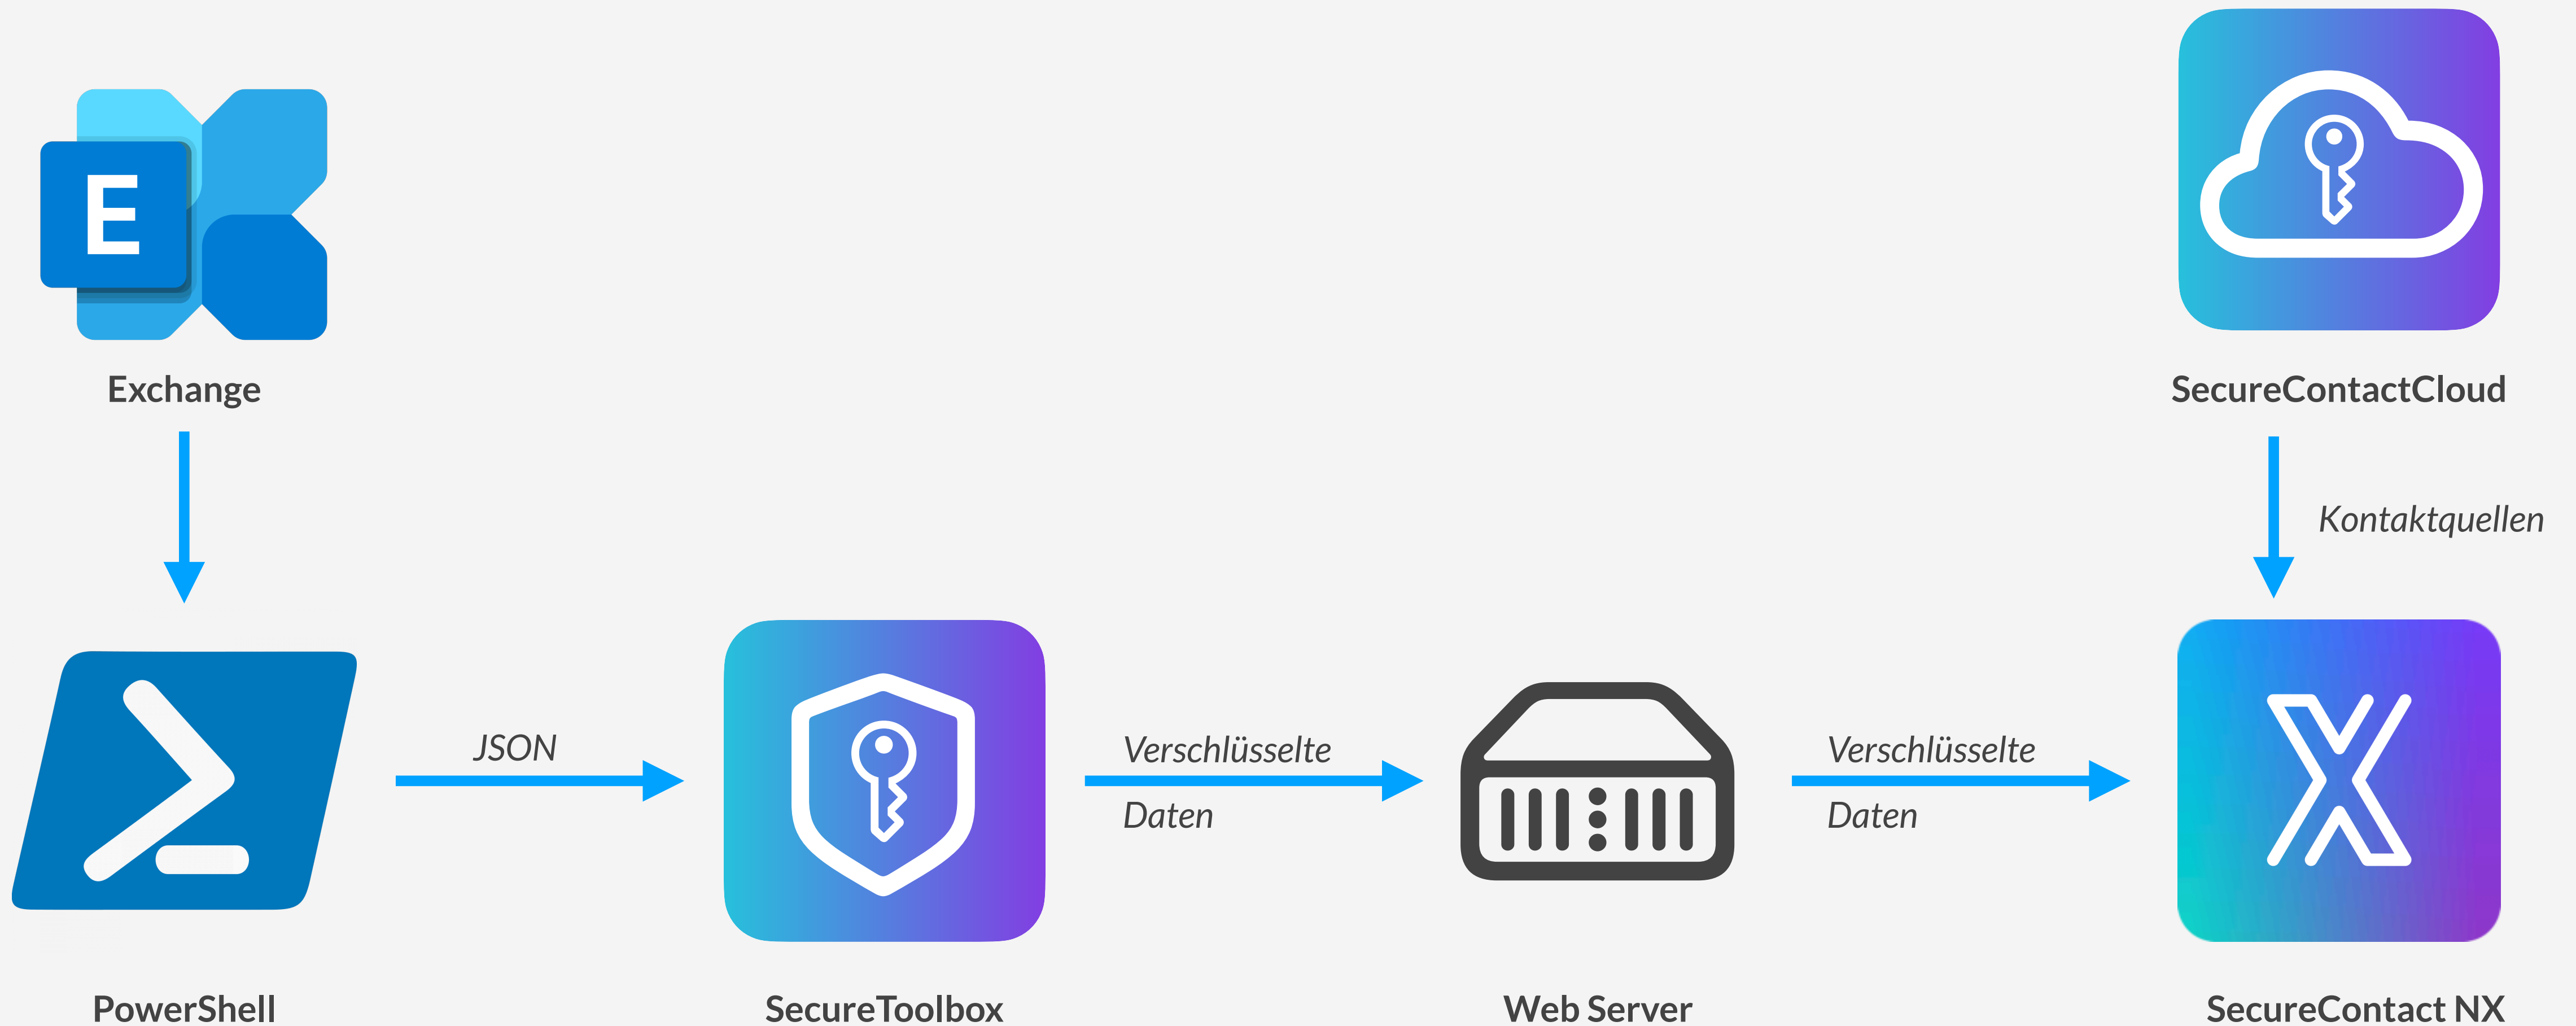 E
Exchange
SecureContactCloud
Kontaktquellen
JSON
Verschlüsselte
Daten
Verschlüsselte
Daten
PowerShell
SecureToolbox
Web Server
SecureContact NX